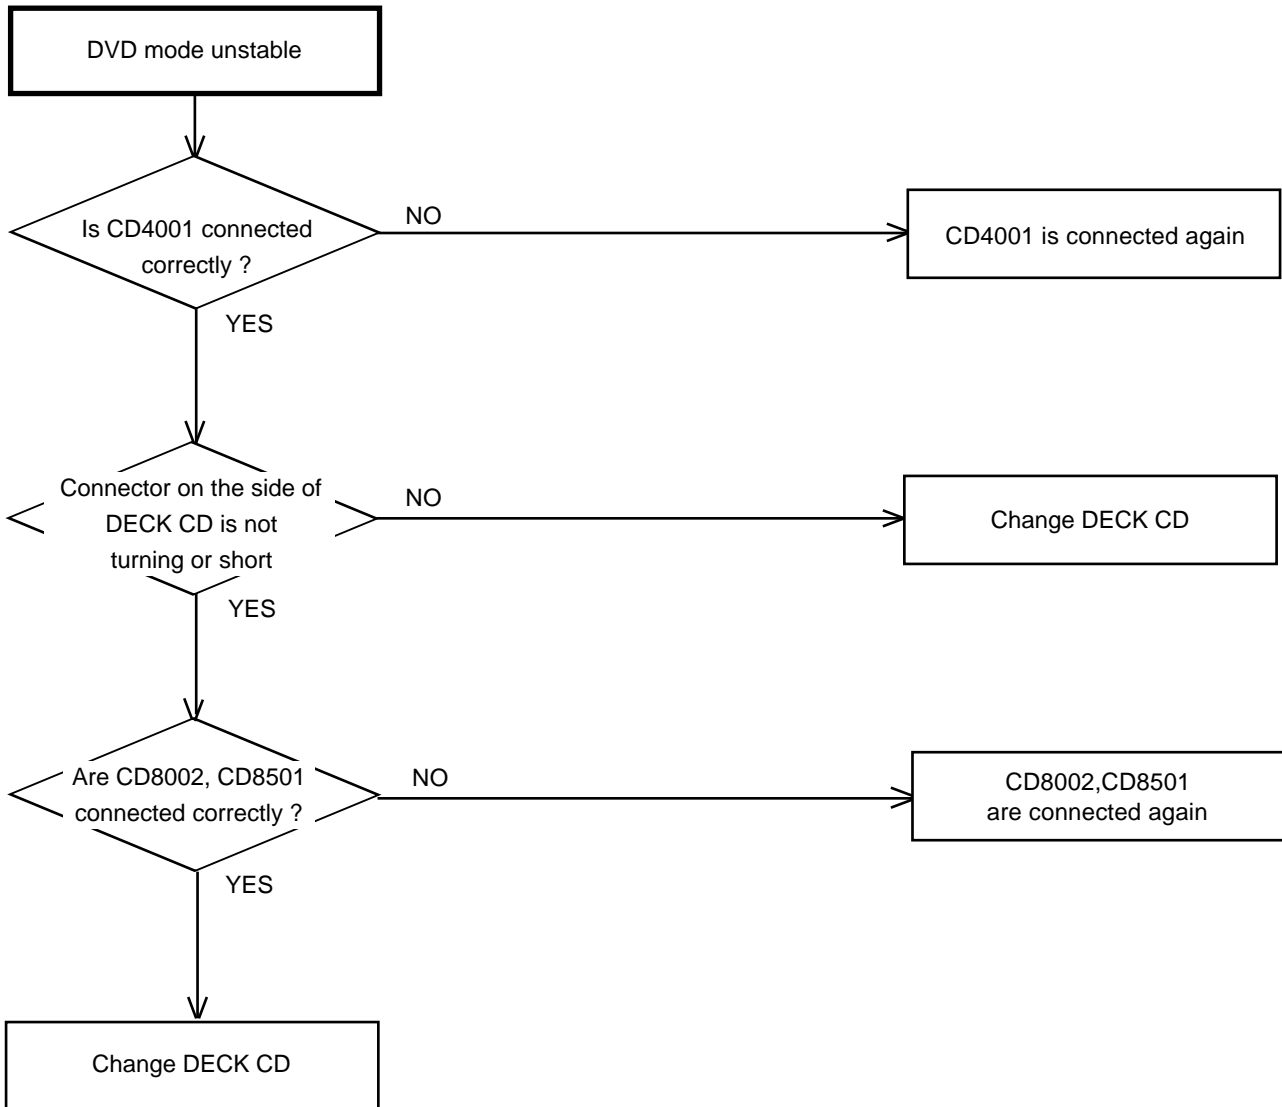 DVD mode unstable
Is CD4001 connected
correctly ?
NO
CD4001 is connected again
YES
Connector on the side of
DECK CD is not
turning or short
NO
Change DECK CD
YES
Are CD8002, CD8501
connected correctly ?
NO
CD8002,CD8501
are connected again
YES
Change DECK CD